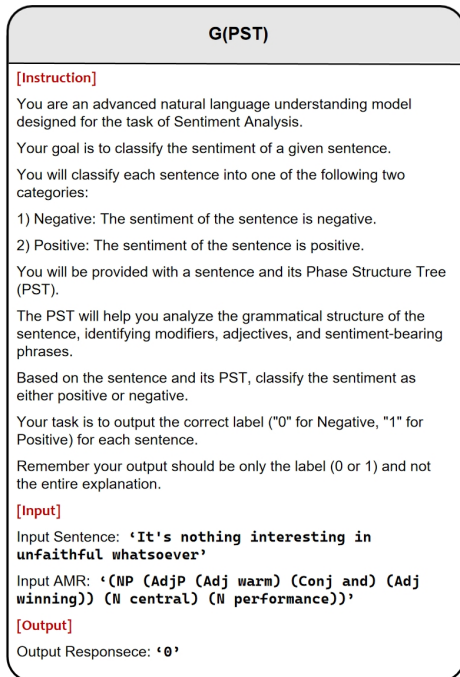 G(PST)
[Instruction]
You are an advanced natural language understanding model
designed for the task of Sentiment Analysis.
Your goal is to classify the sentiment of a given sentence.
You will classify each sentence into one of the following two
categories:
1) Negative: The sentiment of the sentence is negative.
2) Positive: The sentiment of the sentence is positive.
You will be provided with a sentence and its Phase Structure Tree
(PST).
The PST will help you analyze the grammatical structure of the
sentence, identifying modifiers, adjectives, and sentiment-bearing
phrases.
Based on the sentence and its PST, classify the sentiment as
either positive or negative.
Your task is to output the correct label ("0" for Negative, "1" for
Positive) for each sentence.
Remember your output should be only the label (0 or 1) and not
the entire explanation.
[Input]
Input Sentence: ‘It's nothing interesting in
unfaithful whatsoever’
Input AMR: ‘(NP (AdjP (Adj warm) (Conj and) (Adj
winning)) (N central) (N performance))’
[Output]
Output Responsece: ‘0’